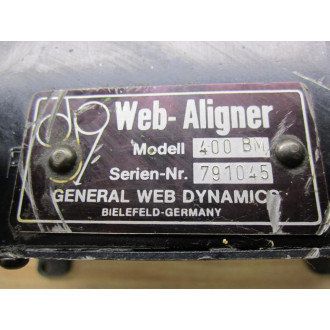 Web-Aligner
Modell 400 BM
Serien-Nr. 791045
GENERAL WEB DYNAMICS
BIELEFELD-GERMANY